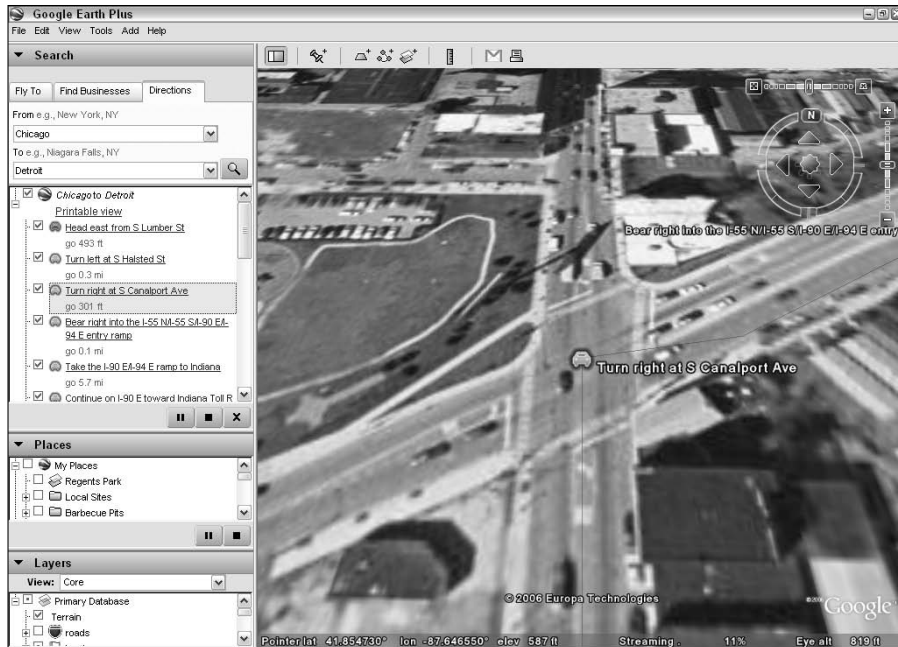 Google Earth Plus
File Edit View Tools Add Help
Search
Fly To Find Businesses Directions
From e.g., New York, NY
Chicago
To e.g., Niagara Falls, NY
Detroit
Chicago to Detroit
Printable view
Head east from S Lumber St
go 493 ft
Turn left at S Halsted St
go 0.3 mi
Turn right at S Canalport Ave
go 301 ft
Bear right into the I-55 N/I-55 S/I-90 E/I-
94 E entry ramp
go 0.1 mi
Take the I-90 E/I-94 E ramp to Indiana
go 5.7 mi
Continue on I-90 E toward Indiana Toll R
Places
My Places
Regents Park
Local Sites
Barbecue Pits
Layers
View: Core
Primary Database
Terrain
roads
N
Bear right into the I-55 N/I-55 S/I-90 E/I-94 E entry
Turn right at S Canalport Ave
© 2006 Europa Technologies
Google
Pointer lat 41.854730° lon -87.646550° elev 587 ft Streaming . 11% Eye alt 819 ft